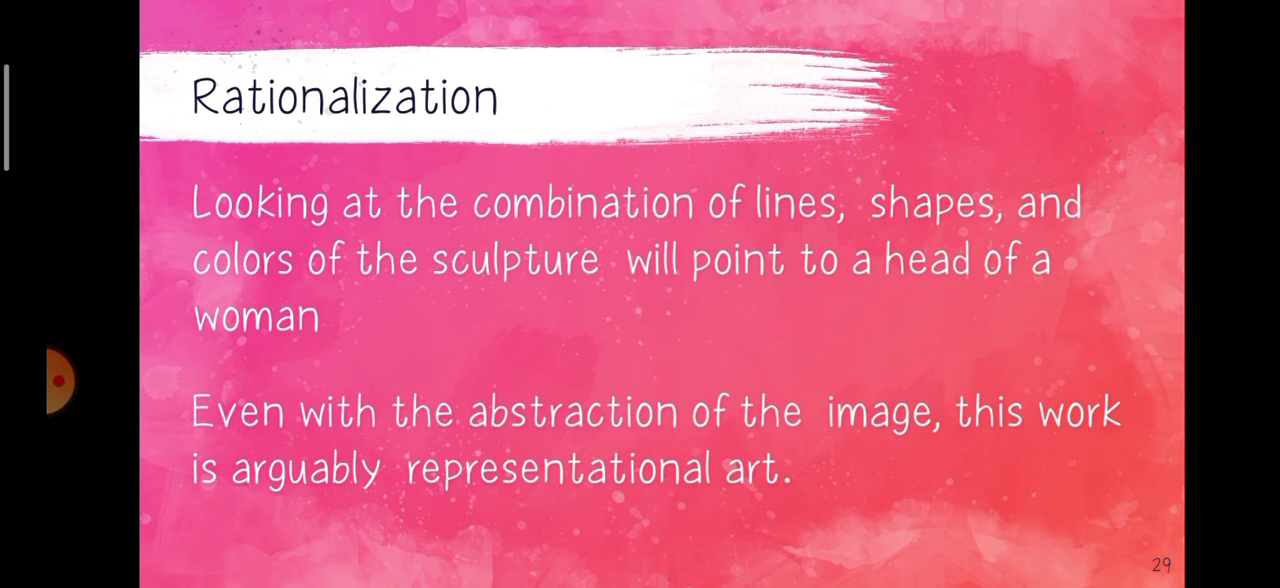 Rationalization
Looking at the combination of lines, shapes, and
colors of the sculpture will point to a head of a
woman
Even with the abstraction of the image, this work
is arguably representational art.
29